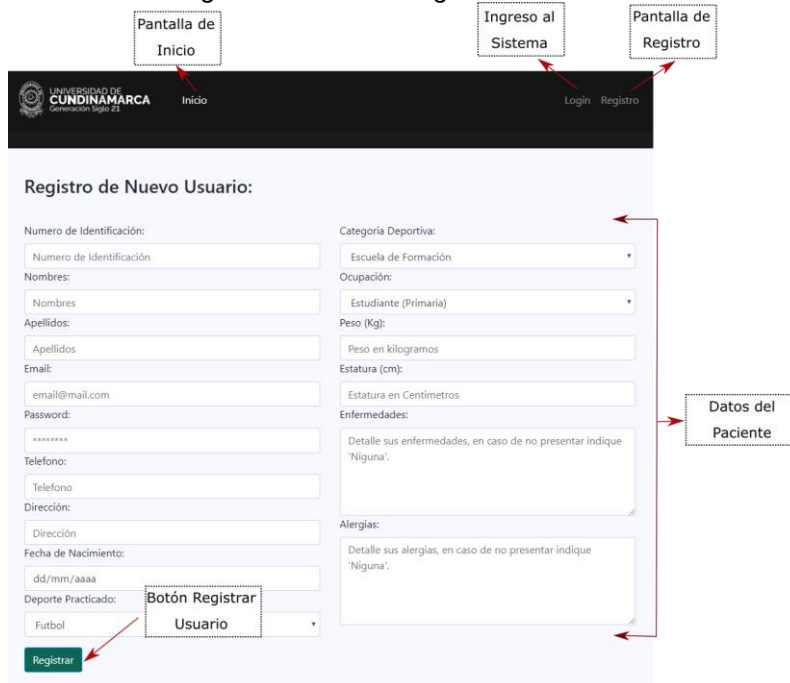 Pantalla de
Inicio
Ingreso al
Sistema
Pantalla de
Registro
UNIVERSIDAD DE
CUNDINAMARCA
Generación Siglo 21
Inicio
Login Registro
Registro de Nuevo Usuario:
Numero de Identificación:
Numero de Identificación
Nombres:
Nombres
Apellidos:
Apellidos
Email:
email@mail.com
Password:
********
Telefono:
Telefono
Dirección:
Dirección
Fecha de Nacimiento:
dd/mm/aaaa
Deporte Practicado:
Futbol
Botón Registrar
Usuario
Registrar
Categoria Deportiva:
Escuela de Formación
Ocupación:
Estudiante (Primaria)
Peso (Kg):
Peso en kilogramos
Estatura (cm):
Estatura en Centimetros
Enfermedades:
Detalle sus enfermedades, en caso de no presentar indique
'Niguna'.
Alergias:
Detalle sus alergias, en caso de no presentar indique
'Niguna'.
Datos del
Paciente